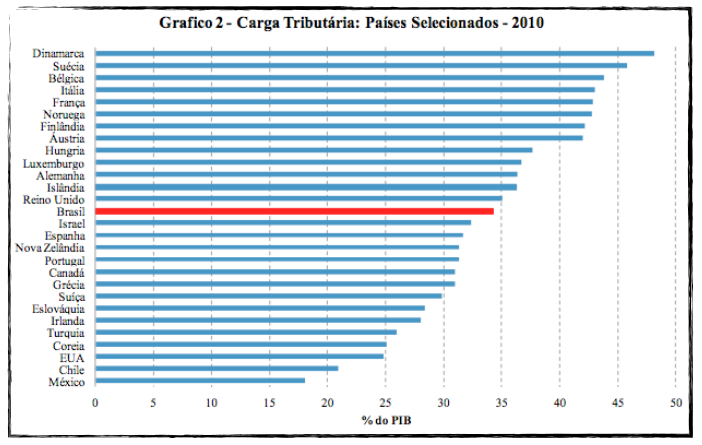 Grafico 2 - Carga Tributária: Países Selecionados - 2010
Dinamarca
Suécia
Bélgica
Itália
França
Noruega
Finlândia
Áustria
Hungria
Luxemburgo
Alemanha
Islândia
Reino Unido
Brasil
Israel
Espanha
Nova Zelândia
Portugal
Canadá
Grécia
Suíça
Eslováquia
Irlanda
Turquia
Coreia
EUA
Chile
México
0 5 10 15 20 25 30 35 40 45 50
% do PIB